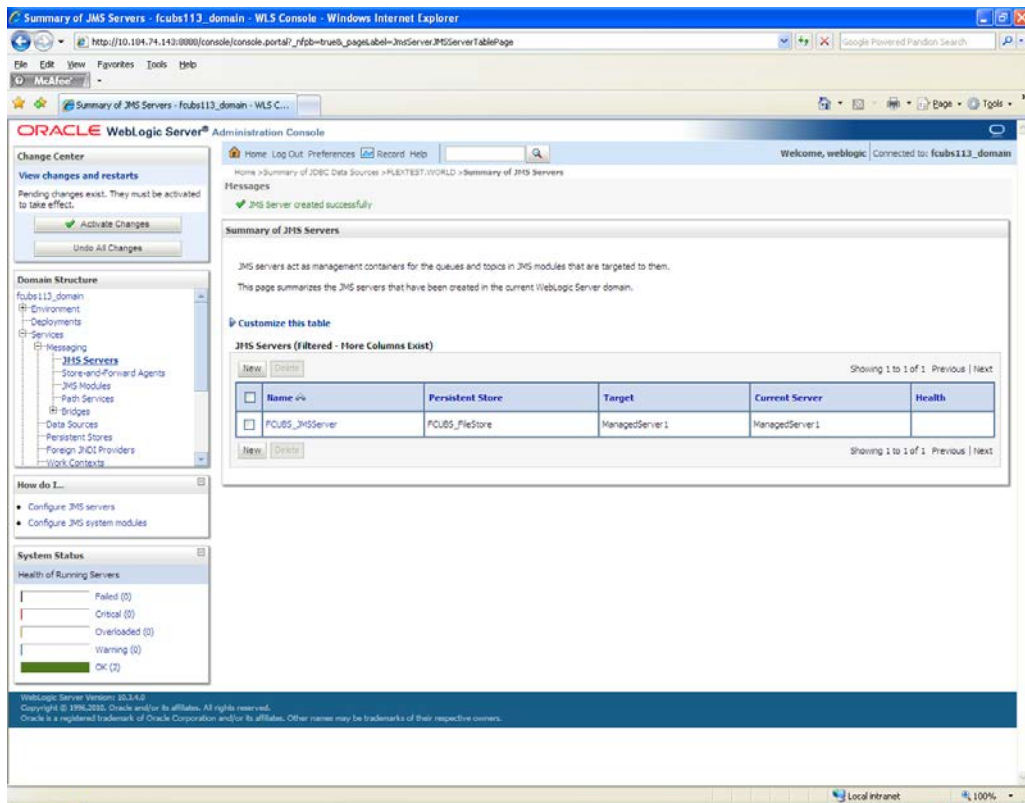 Summary of JMS Servers - fcubs113_domain - WLS Console - Windows Internet Explorer
http://10.184.74.143:8888/console/console.portal?_nfpb=true&_pageLabel=JmsServerJMSServerTablePage
Google Powered Pandion Search
File Edit View Favorites Tools Help
McAfee
Summary of JMS Servers - fcubs113_domain - WLS C...
Page Tools
ORACLE WebLogic Server® Administration Console
Change Center
View changes and restarts
Pending changes exist. They must be activated
to take effect.
Activate Changes
Undo All Changes
Domain Structure
fcubs113_domain
Environment
Deployments
Services
Messaging
JMS Servers
Store-and-Forward Agents
JMS Modules
Path Services
Bridges
Data Sources
Persistent Stores
Foreign JNDI Providers
Work Contexts
How do I...
Configure JMS servers
Configure JMS system modules
System Status
Health of Running Servers
Failed (0)
Critical (0)
Overloaded (0)
Warning (0)
OK (2)
Home Log Out Preferences Record Help
Welcome, weblogic Connected to: fcubs113_domain
Home >Summary of JDBC Data Sources >FLEXTEST.WORLD >Summary of JMS Servers
Messages
JMS Server created successfully
Summary of JMS Servers
JMS servers act as management containers for the queues and topics in JMS modules that are targeted to them.
This page summarizes the JMS servers that have been created in the current WebLogic Server domain.
Customize this table
JMS Servers (Filtered - More Columns Exist)
New Delete Showing 1 to 1 of 1 Previous | Next
Name Persistent Store Target Current Server Health
FCUBS_JMSServer FCUBS_FileStore ManagedServer1 ManagedServer1
New Delete Showing 1 to 1 of 1 Previous | Next
WebLogic Server Version: 10.3.4.0
Copyright © 1996,2010, Oracle and/or its affiliates. All rights reserved.
Oracle is a registered trademark of Oracle Corporation and/or its affiliates. Other names may be trademarks of their respective owners.
Local intranet 100%